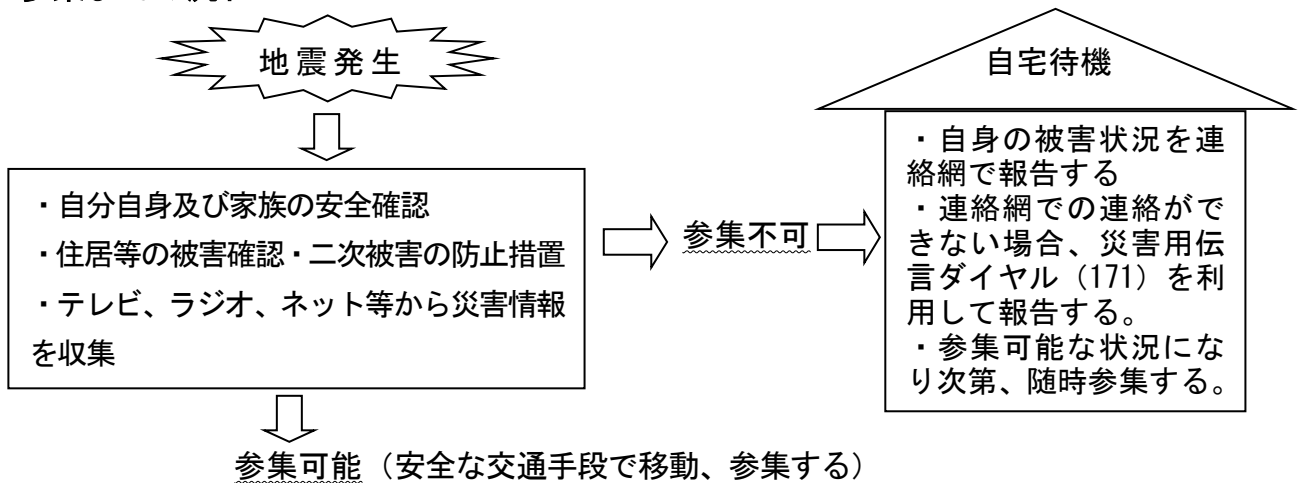 地震発生
・自分自身及び家族の安全確認
・住居等の被害確認・二次被害の防止措置
・テレビ、ラジオ、ネット等から災害情報
を収集
参集不可
自宅待機
・自身の被害状況を連
絡網で報告する
・連絡網での連絡がで
きない場合、災害用伝
言ダイヤル（171）を利
用して報告する。
・参集可能な状況にな
り次第、随時参集する。
参集可能（安全な交通手段で移動、参集する）